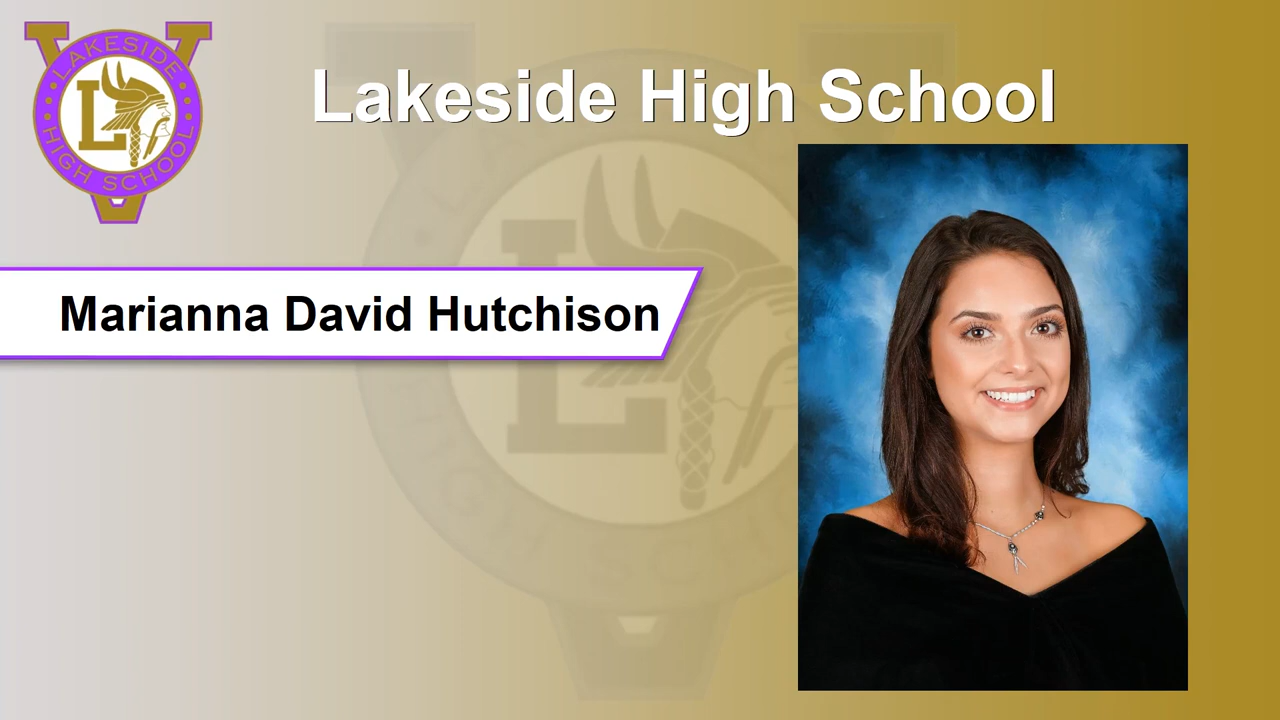 LAKESIDE
L
HIGH SCHOOL
Lakeside High School
Marianna David Hutchison